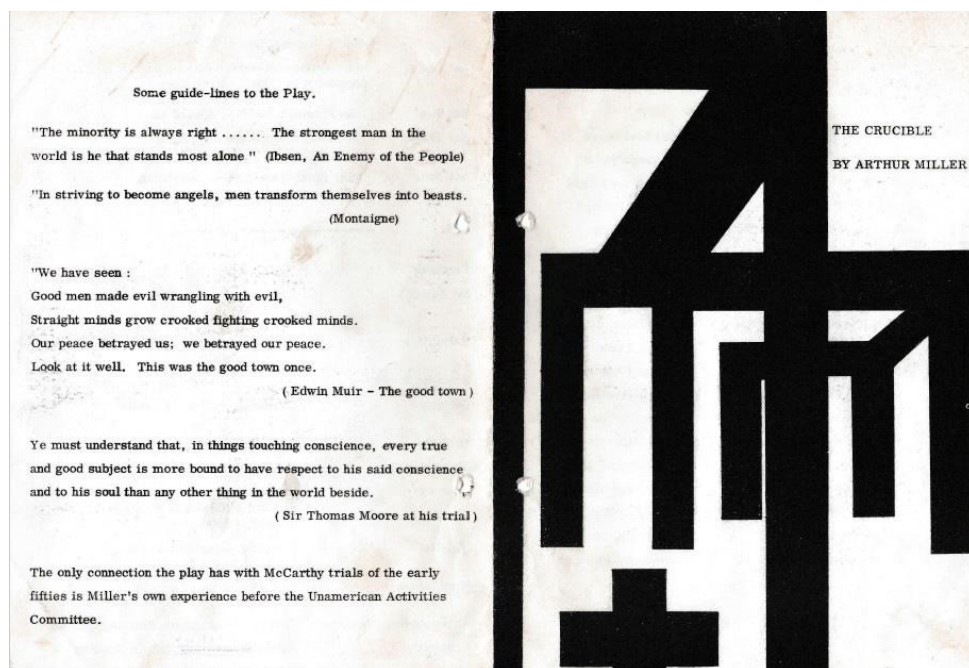 Some guide-lines to the Play.
"The minority is always right ...... The strongest man in the
world is he that stands most alone " (Ibsen, An Enemy of the People)
"In striving to become angels, men transform themselves into beasts.
(Montaigne)
"We have seen :
Good men made evil wrangling with evil,
Straight minds grow crooked fighting crooked minds.
Our peace betrayed us; we betrayed our peace.
Look at it well. This was the good town once.
( Edwin Muir - The good town )
Ye must understand that, in things touching conscience, every true
and good subject is more bound to have respect to his said conscience
and to his soul than any other thing in the world beside.
( Sir Thomas Moore at his trial )
The only connection the play has with McCarthy trials of the early
fifties is Miller's own experience before the Unamerican Activities
Committee.
THE CRUCIBLE
BY ARTHUR MILLER